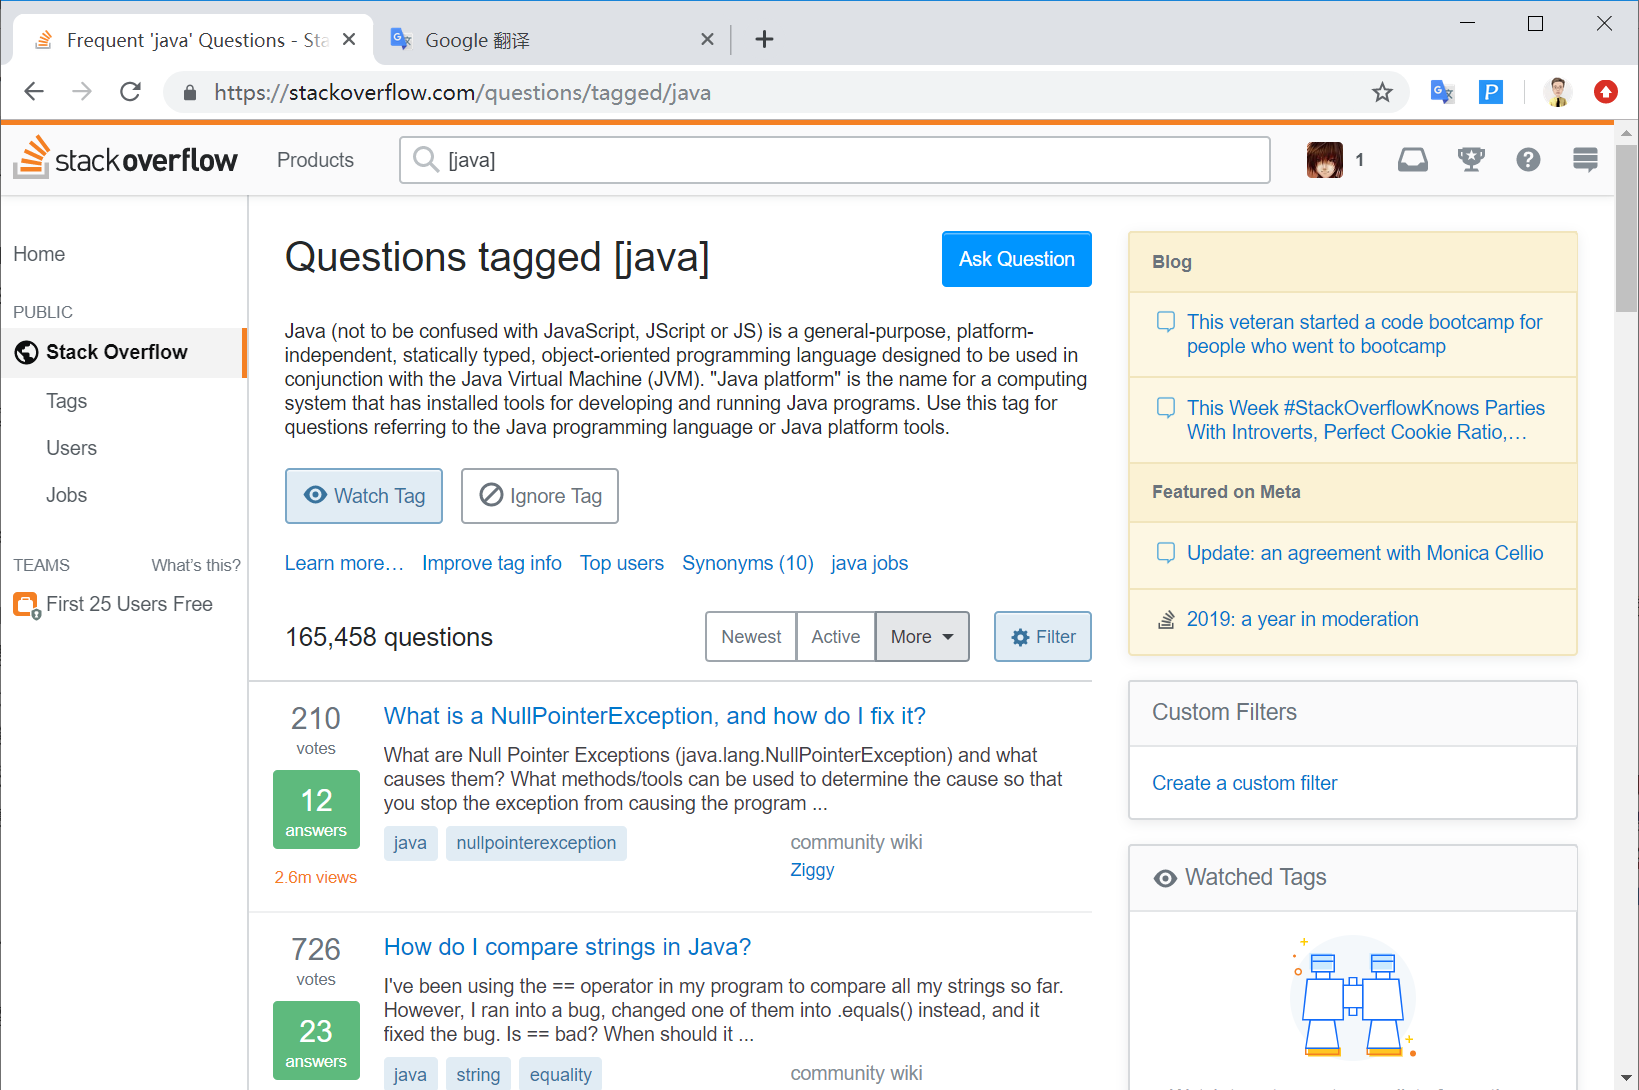 Frequent 'java' Questions - Sta
Google 翻译
https://stackoverflow.com/questions/tagged/java
stackoverflow
Products
[java]
1
Home
PUBLIC
Stack Overflow
Tags
Users
Jobs
TEAMS
What's this?
First 25 Users Free
Questions tagged [java]
Ask Question
Java (not to be confused with JavaScript, JScript or JS) is a general-purpose, platform-
independent, statically typed, object-oriented programming language designed to be used in
conjunction with the Java Virtual Machine (JVM). "Java platform" is the name for a computing
system that has installed tools for developing and running Java programs. Use this tag for
questions referring to the Java programming language or Java platform tools.
Watch Tag
Ignore Tag
Learn more…
Improve tag info
Top users
Synonyms (10)
java jobs
165,458 questions
Newest
Active
More
Filter
210
votes
12
answers
2.6m views
What is a NullPointerException, and how do I fix it?
What are Null Pointer Exceptions (java.lang.NullPointerException) and what
causes them? What methods/tools can be used to determine the cause so that
you stop the exception from causing the program ...
java
nullpointerexception
community wiki
Ziggy
726
votes
23
answers
How do I compare strings in Java?
I've been using the == operator in my program to compare all my strings so far.
However, I ran into a bug, changed one of them into .equals() instead, and it
fixed the bug. Is == bad? When should it ...
java
string
equality
community wiki
Blog
This veteran started a code bootcamp for
people who went to bootcamp
This Week #StackOverflowKnows Parties
With Introverts, Perfect Cookie Ratio,…
Featured on Meta
Update: an agreement with Monica Cellio
2019: a year in moderation
Custom Filters
Create a custom filter
Watched Tags